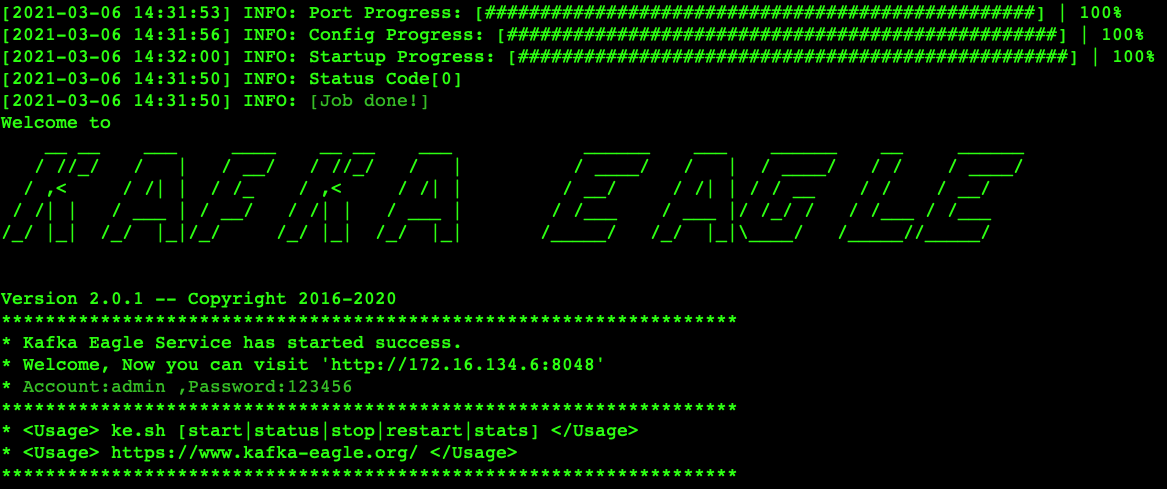 [2021-03-06 14:31:53] INFO: Port Progress: [##################################################] | 100%
[2021-03-06 14:31:56] INFO: Config Progress: [##################################################] | 100%
[2021-03-06 14:32:00] INFO: Startup Progress: [##################################################] | 100%
[2021-03-06 14:31:50] INFO: Status Code[0]
[2021-03-06 14:31:50] INFO: [Job done!]
Welcome to
KAFKA EAGLE
Version 2.0.1 -- Copyright 2016-2020
*******************************************************************
* Kafka Eagle Service has started success.
* Welcome, Now you can visit 'http://172.16.134.6:8048'
* Account:admin ,Password:123456
*******************************************************************
* <Usage> ke.sh [start|status|stop|restart|stats] </Usage>
* <Usage> https://www.kafka-eagle.org/ </Usage>
*******************************************************************